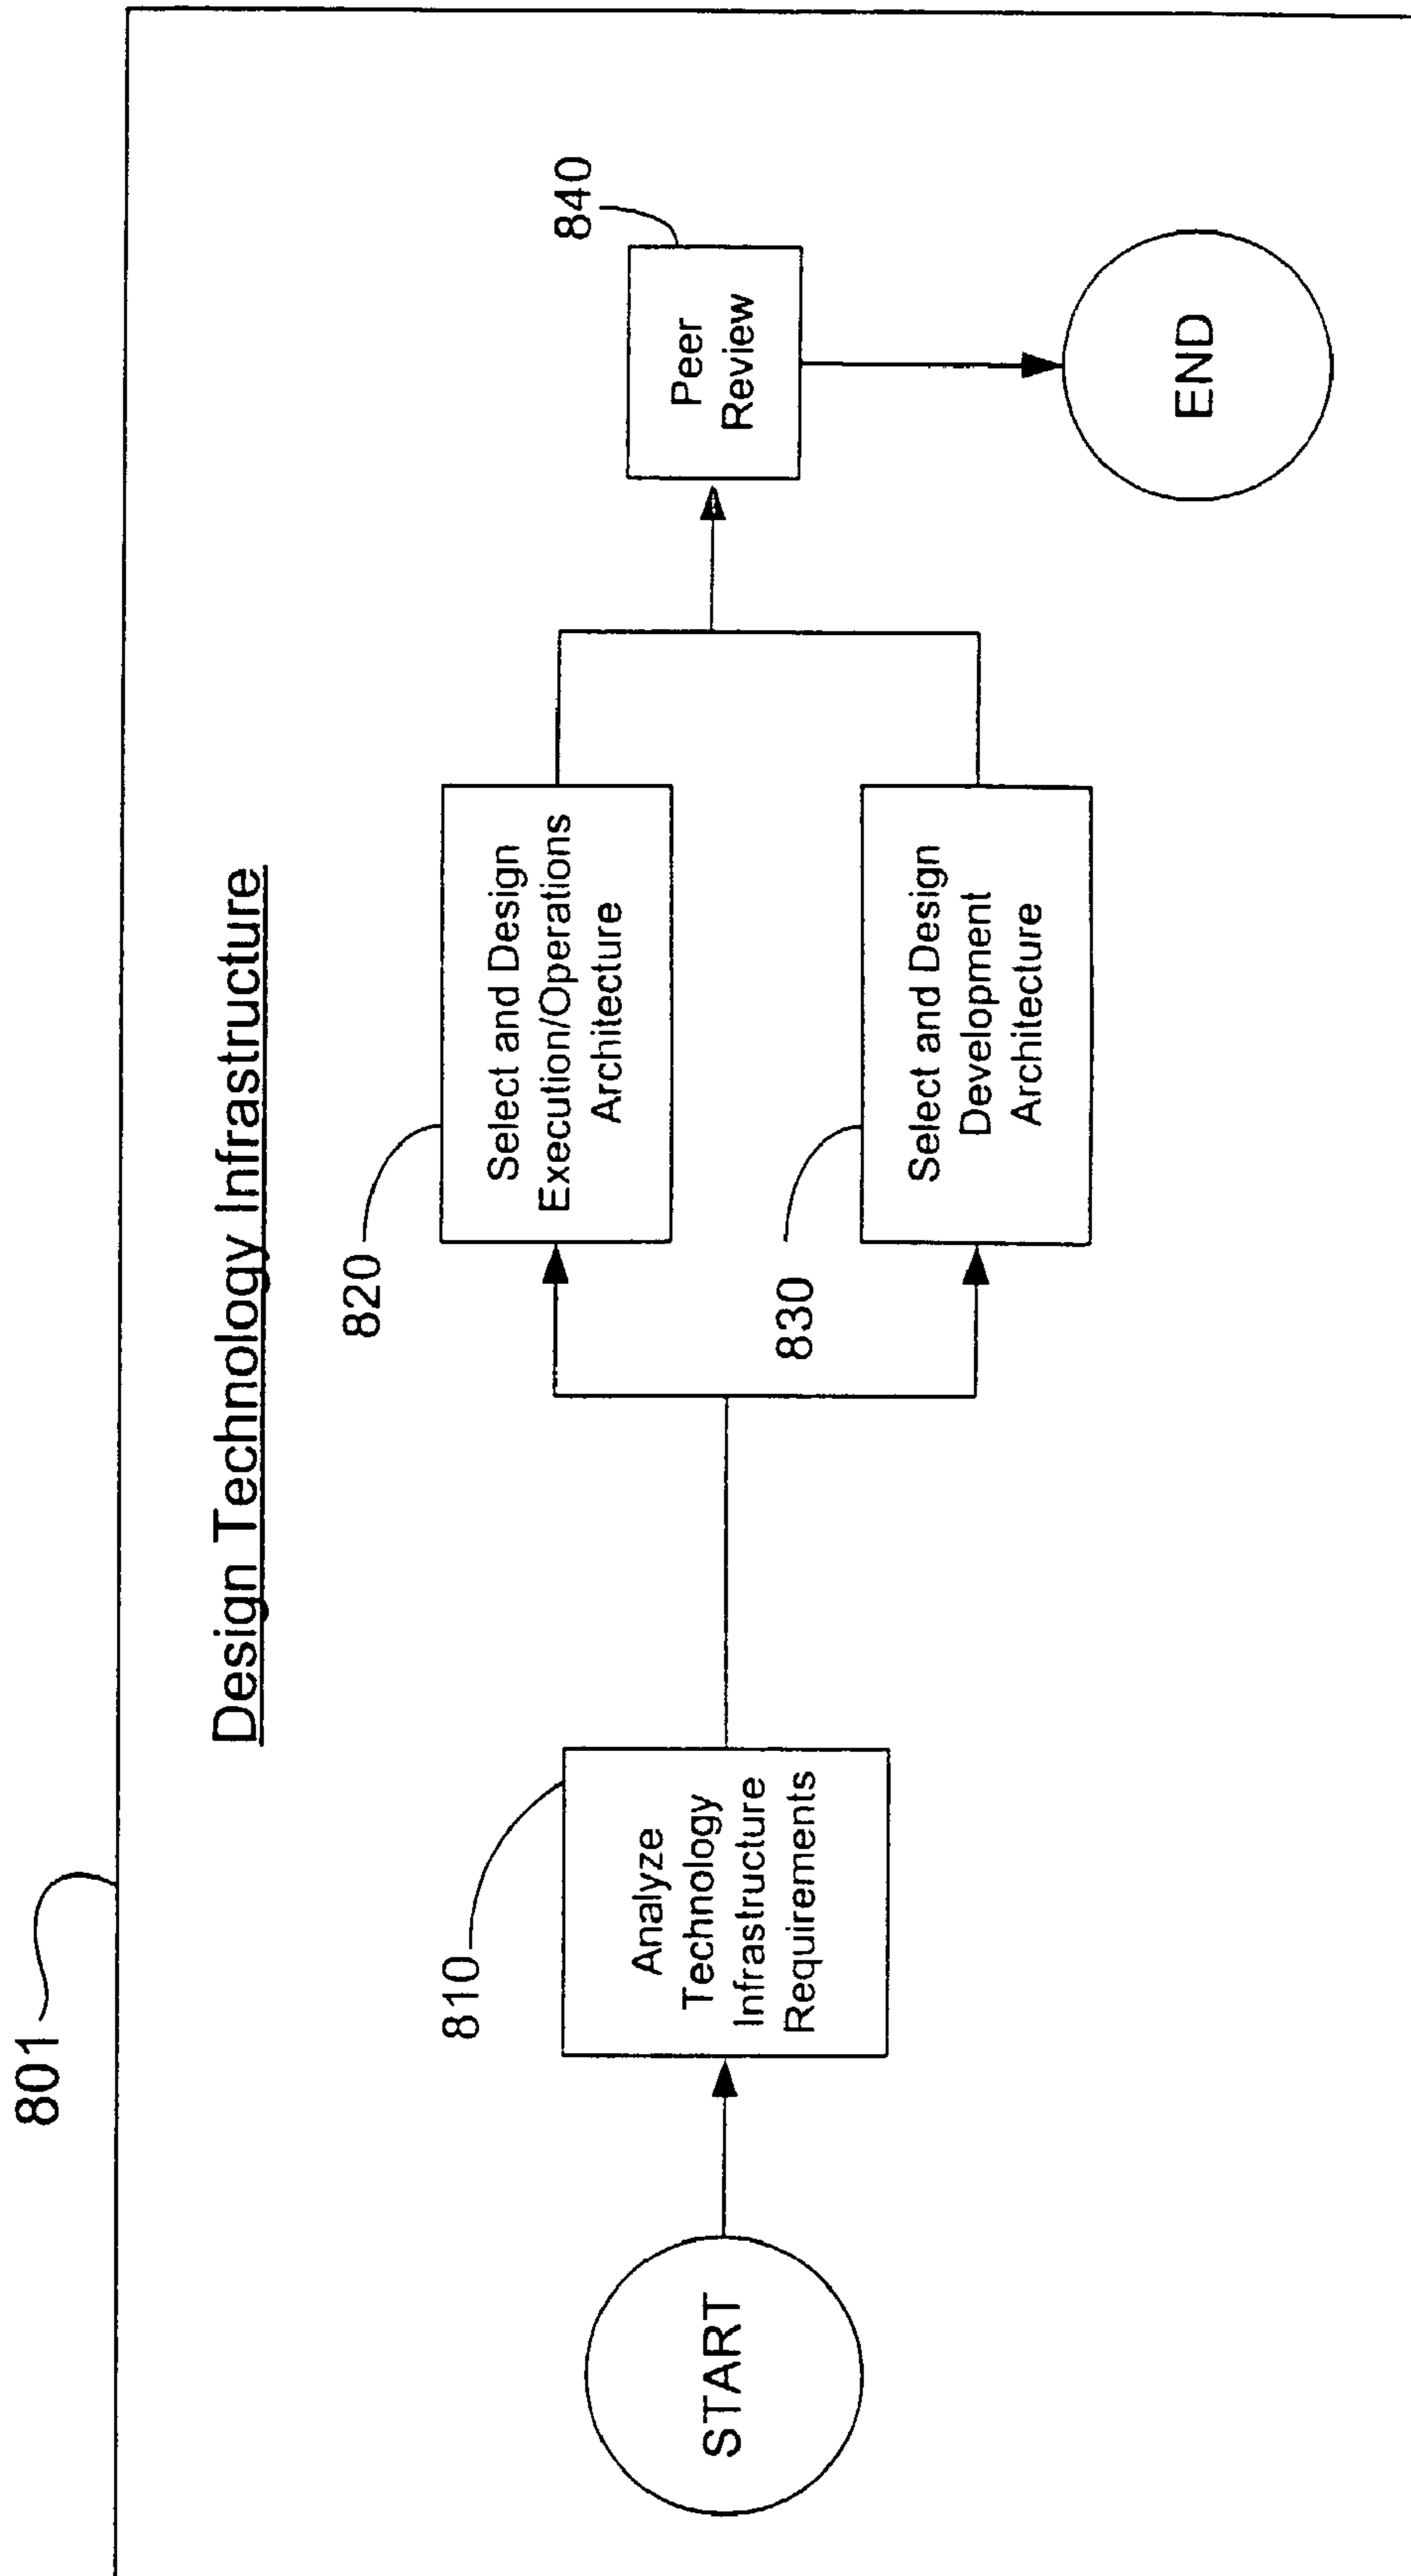 801
Design Technology Infrastructure
START
810
Analyze
Technology
Infrastructure
Requirements
820
Select and Design
Execution/Operations
Architecture
830
Select and Design
Development
Architecture
840
Peer
Review
END